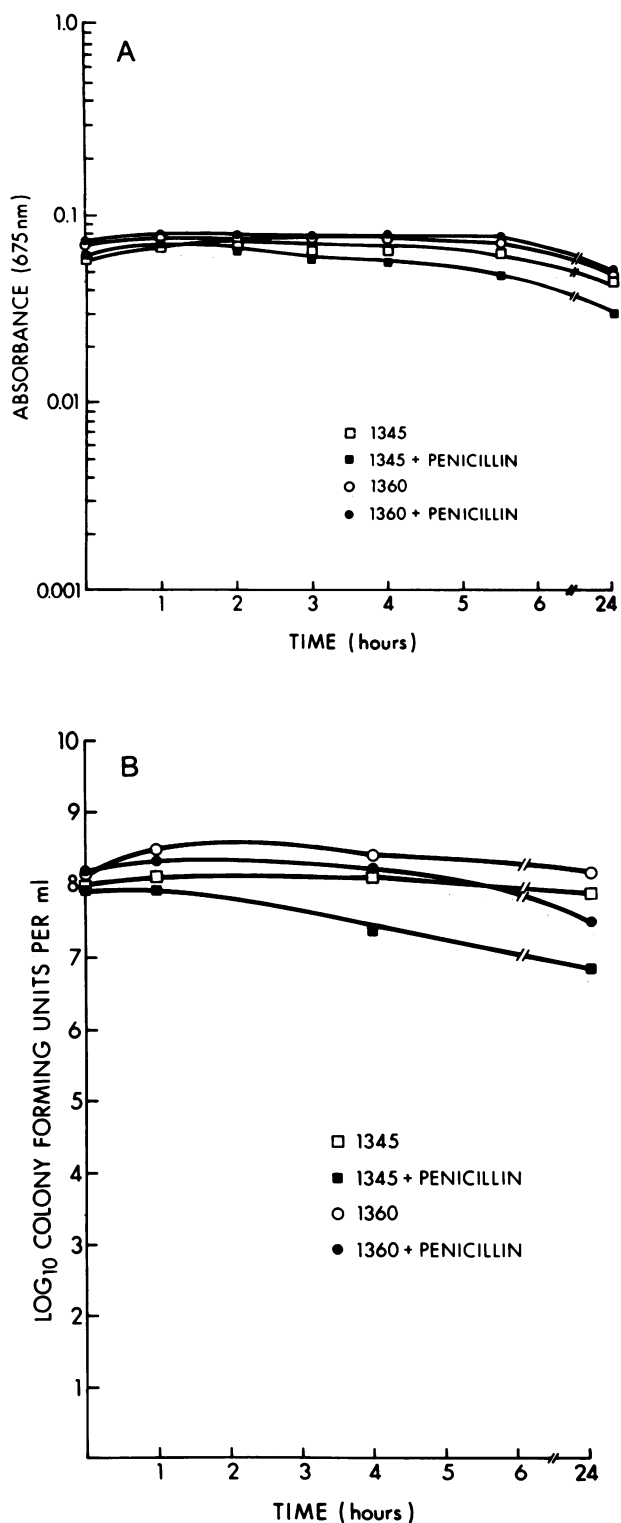 A
1.0
0.1
0.01
0.001
ABSORBANCE (675nm)
1345
1345 + PENICILLIN
1360
1360 + PENICILLIN
1 2 3 4 5 6 24
TIME (hours)
B
10
9
8
7
6
5
4
3
2
1
LOG10 COLONY FORMING UNITS PER ml
1345
1345 + PENICILLIN
1360
1360 + PENICILLIN
1 2 3 4 6 24
TIME (hours)